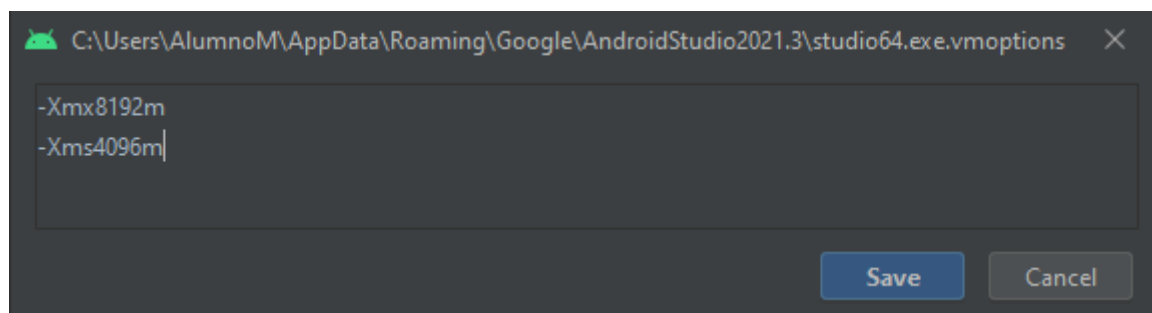 C:\Users\AlumnoM\AppData\Roaming\Google\AndroidStudio2021.3\studio64.exe.vmoptions
-Xmx8192m
-Xms4096m
Save Cancel